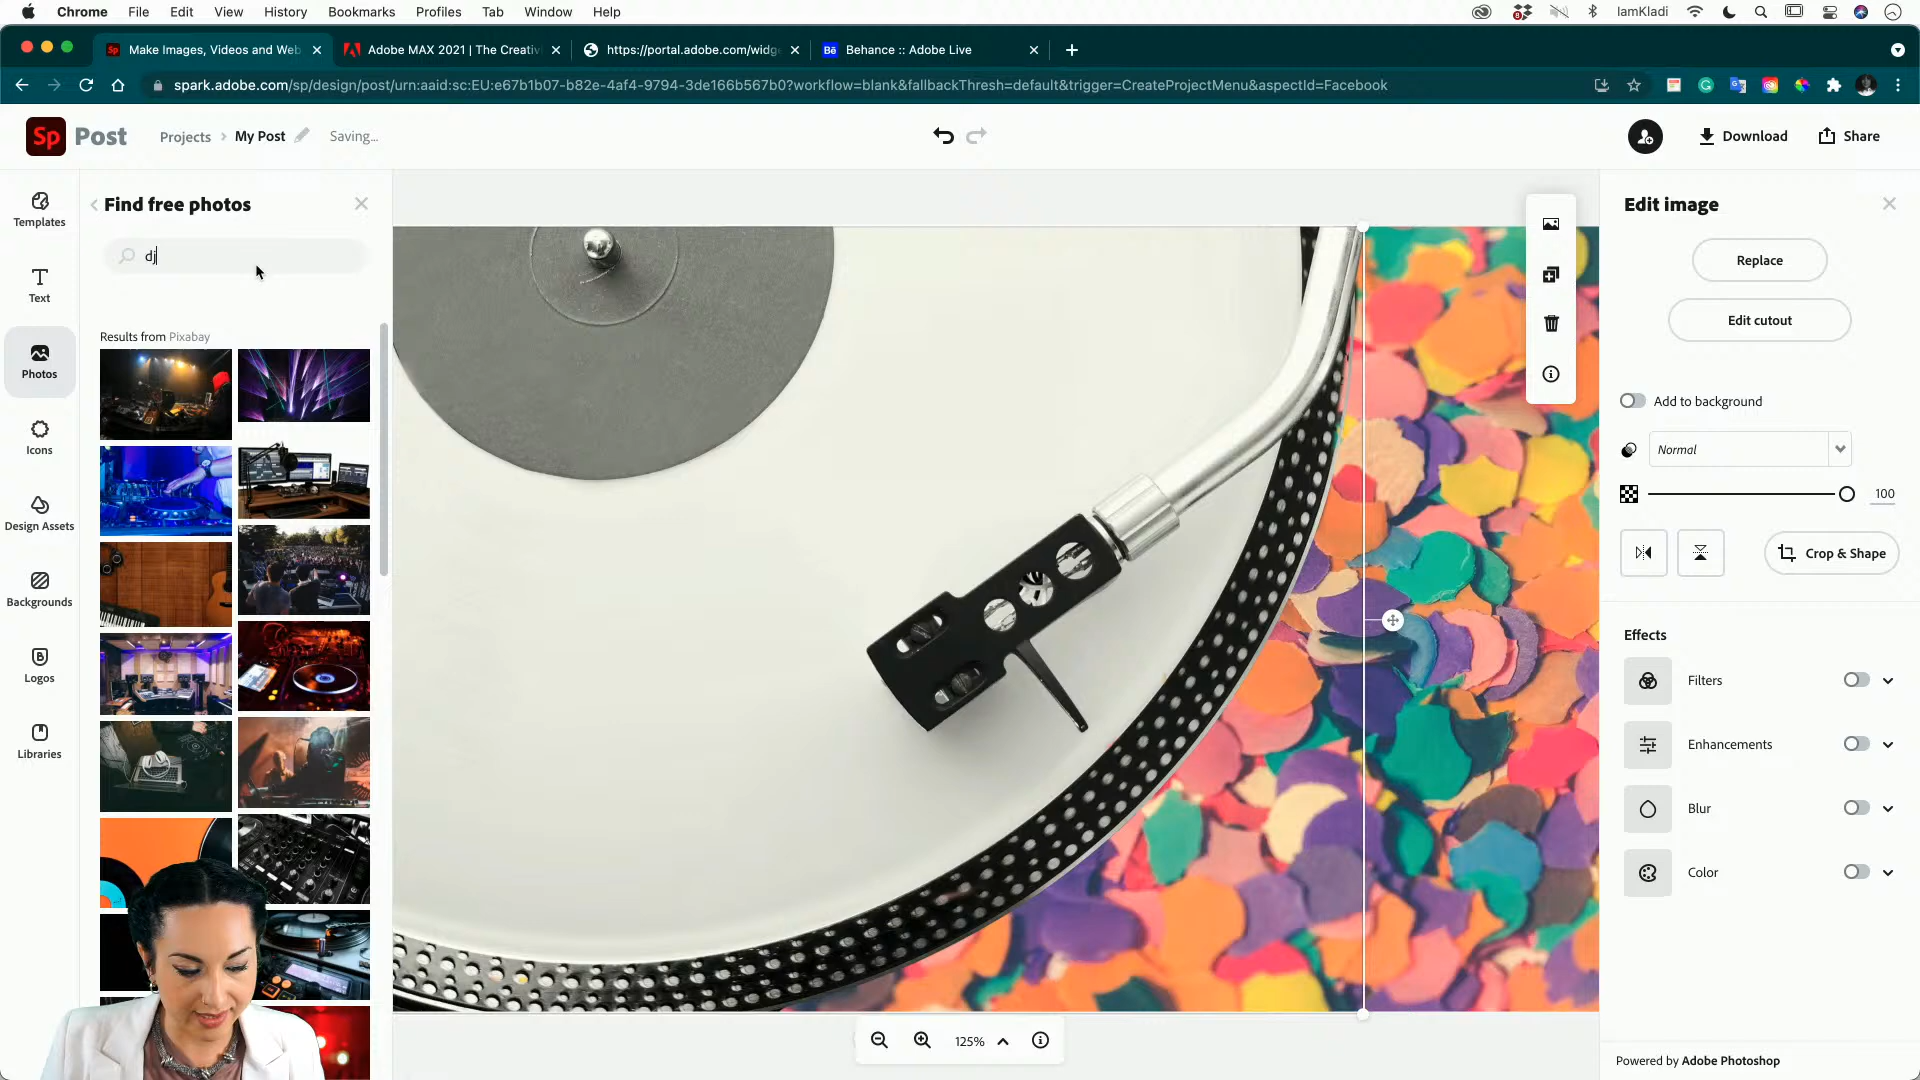 Chrome File Edit View History Bookmarks Profiles Tab Window Help
IamKladi
Make Images, Videos and Web
Adobe MAX 2021 | The Creativi
https://portal.adobe.com/widg
Bē Behance :: Adobe Live
spark.adobe.com/sp/design/post/urn:aaid:sc:EU:e67b1b07-b82e-4af4-9794-3de166b567b0?workflow=blank&fallbackThresh=default&trigger=CreateProjectMenu&aspectId=Facebook
Sp Post
Projects
My Post
Saving...
Download
Share
Templates
Text
Photos
Icons
Design Assets
Backgrounds
Logos
Libraries
Find free photos
dj
Results from Pixabay
125%
Edit image
Replace
Edit cutout
Add to background
Normal
100
Crop & Shape
Effects
Filters
Enhancements
Blur
Color
Powered by Adobe Photoshop